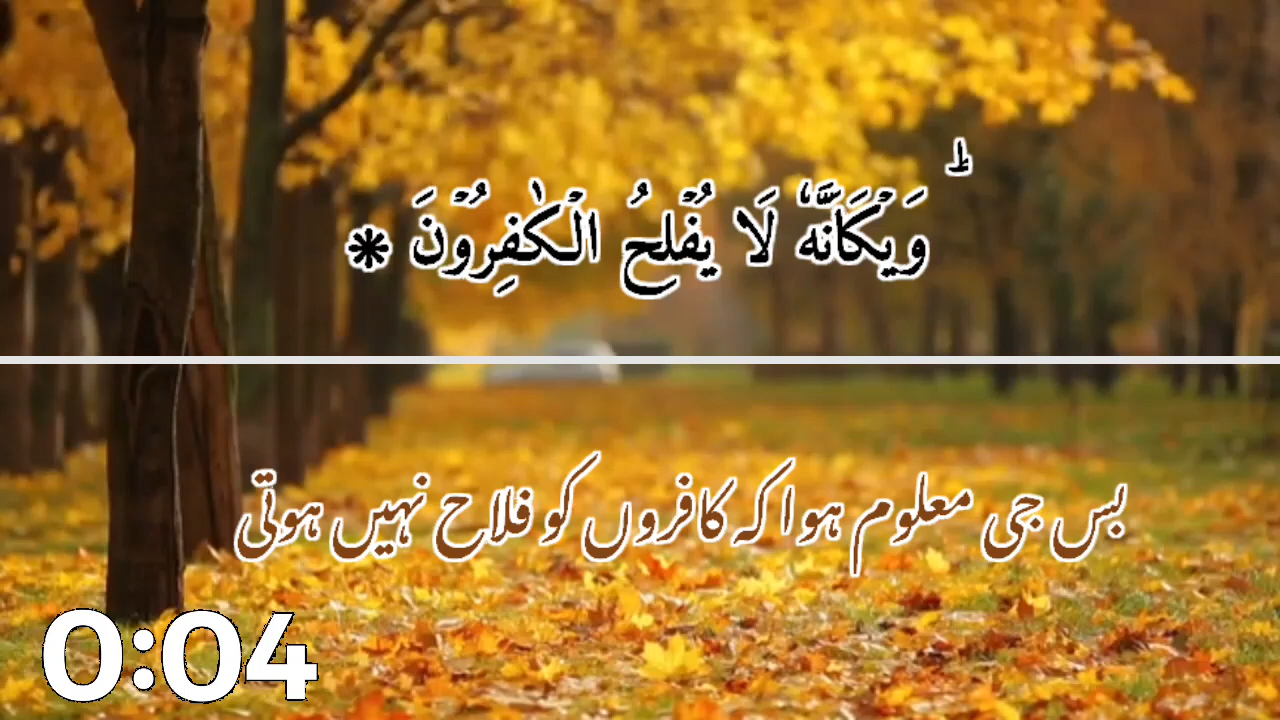 ؕ وَيۡكَاَنَّهٗ لَا يُفۡلِحُ الۡكٰفِرُوۡنَ ⁕
بس جی معلوم ہوا کہ کافروں کو فلاح نہیں ہوتی
0:04